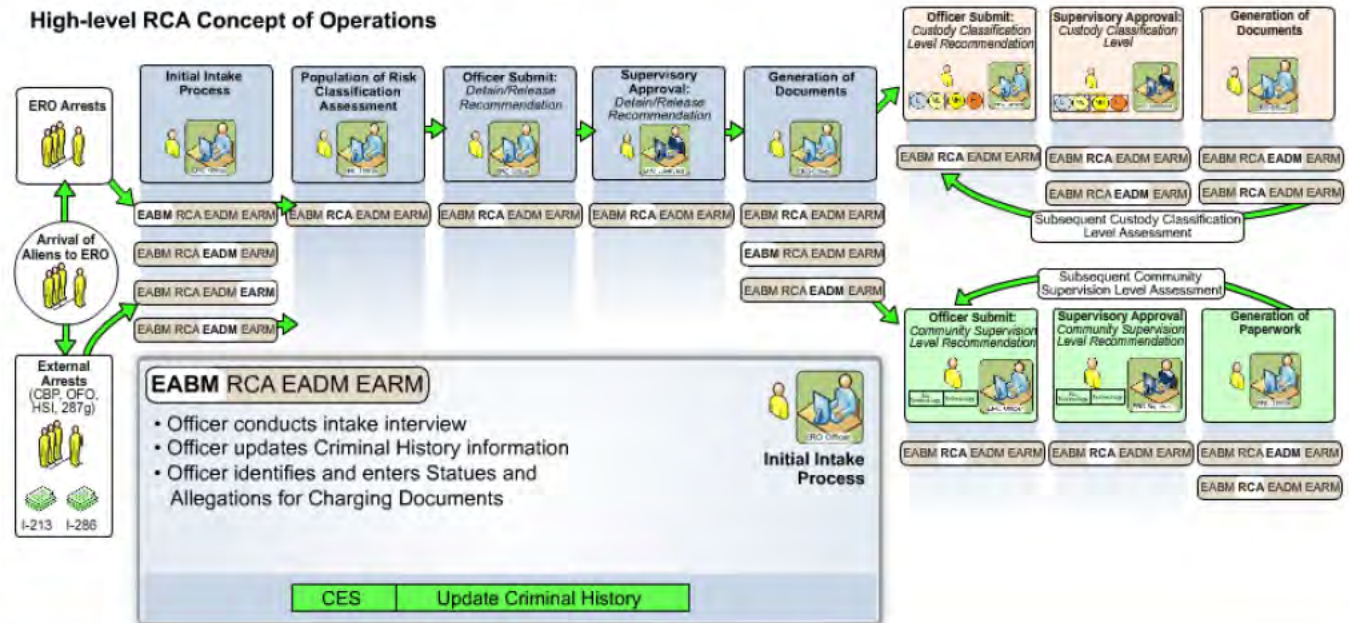 High-level RCA Concept of Operations
ERO Arrests
Arrival of
Aliens to ERO
External
Arrests
(CBP, OFO,
HSI, 287g)
I-213 I-286
Initial Intake
Process
EABM RCA EADM EARM
EABM RCA EADM EARM
EABM RCA EADM EARM
EABM RCA EADM EARM
Population of Risk
Classification
Assessment
EABM RCA EADM EARM
Officer Submit:
Detain/Release
Recommendation
EABM RCA EADM EARM
Supervisory
Approval:
Detain/Release
Recommendation
EABM RCA EADM EARM
Generation of
Documents
EABM RCA EADM EARM
EABM RCA EADM EARM
EABM RCA EADM EARM
Officer Submit:
Custody Classification
Level Recommendation
EABM RCA EADM EARM
Supervisory Approval:
Custody Classification
Level
EABM RCA EADM EARM
EABM RCA EADM EARM
Generation of
Documents
EABM RCA EADM EARM
EABM RCA EADM EARM
Subsequent Custody Classification
Level Assessment
Subsequent Community
Supervision Level Assessment
Officer Submit:
Community Supervision
Level Recommendation
EABM RCA EADM EARM
Supervisory Approval
Community Supervision
Level Recommendation
EABM RCA EADM EARM
Generation of
Paperwork
EABM RCA EADM EARM
EABM RCA EADM EARM
EABM RCA EADM EARM
• Officer conducts intake interview
• Officer updates Criminal History information
• Officer identifies and enters Statues and
Allegations for Charging Documents
ERO Officer
Initial Intake
Process
CES Update Criminal History